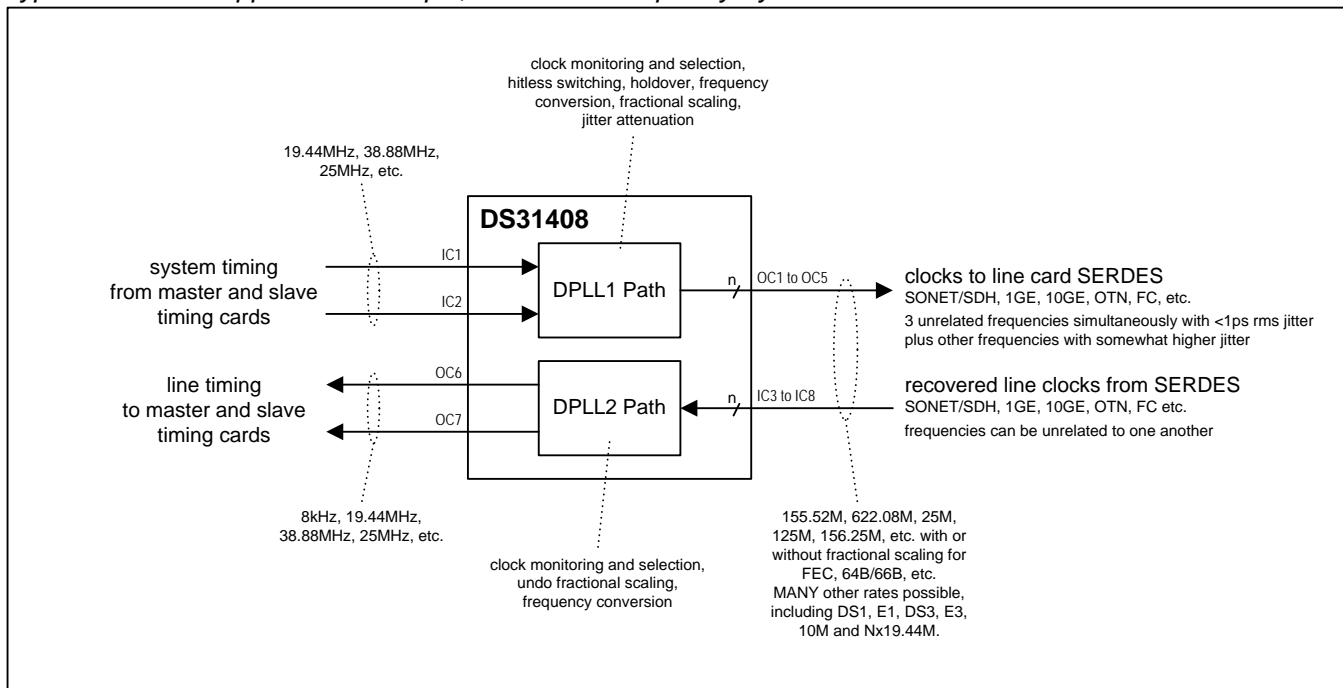 clock monitoring and selection,
hitless switching, holdover, frequency
conversion, fractional scaling,
jitter attenuation
19.44MHz, 38.88MHz,
25MHz, etc.
DS31408
system timing
from master and slave
timing cards
IC1
IC2
DPLL1 Path
n
OC1 to OC5
clocks to line card SERDES
SONET/SDH, 1GE, 10GE, OTN, FC, etc.
3 unrelated frequencies simultaneously with <1ps rms jitter
plus other frequencies with somewhat higher jitter
line timing
to master and slave
timing cards
OC6
OC7
DPLL2 Path
n
IC3 to IC8
recovered line clocks from SERDES
SONET/SDH, 1GE, 10GE, OTN, FC etc.
frequencies can be unrelated to one another
8kHz, 19.44MHz,
38.88MHz, 25MHz, etc.
clock monitoring and selection,
undo fractional scaling,
frequency conversion
155.52M, 622.08M, 25M,
125M, 156.25M, etc. with or
without fractional scaling for
FEC, 64B/66B, etc.
MANY other rates possible,
including DS1, E1, DS3, E3,
10M and Nx19.44M.